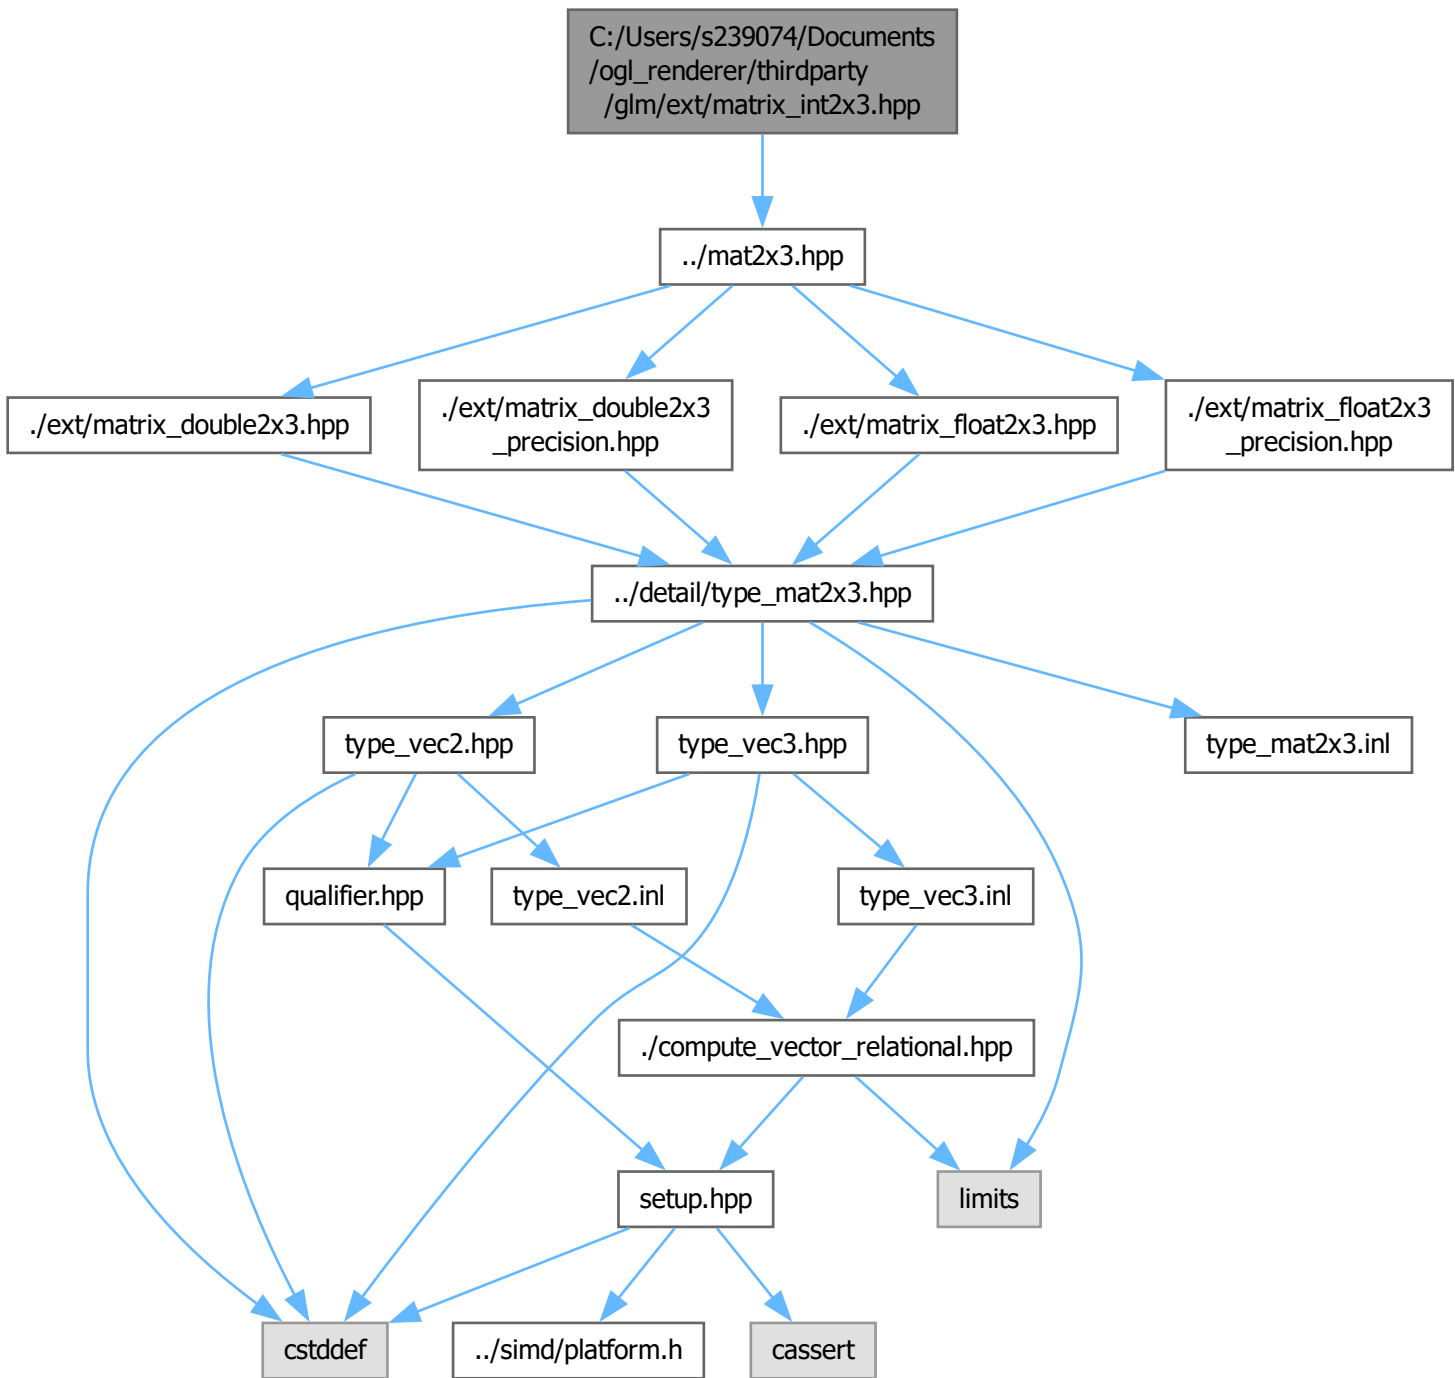 C:/Users/s239074/Documents
/ogl_renderer/thirdparty
/glm/ext/matrix_int2x3.hpp
../mat2x3.hpp
./ext/matrix_double2x3.hpp
./ext/matrix_double2x3
_precision.hpp
./ext/matrix_float2x3.hpp
./ext/matrix_float2x3
_precision.hpp
../detail/type_mat2x3.hpp
type_vec2.hpp
type_vec3.hpp
type_mat2x3.inl
qualifier.hpp
type_vec2.inl
type_vec3.inl
./compute_vector_relational.hpp
setup.hpp
limits
cstddef
../simd/platform.h
cassert